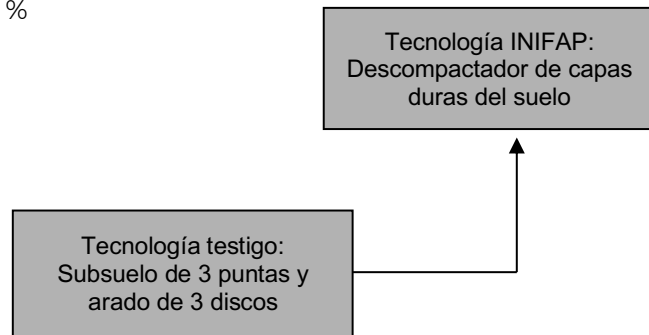 %
Tecnología INIFAP:
Descompactador de capas
duras del suelo
Tecnología testigo:
Subsuelo de 3 puntas y
arado de 3 discos